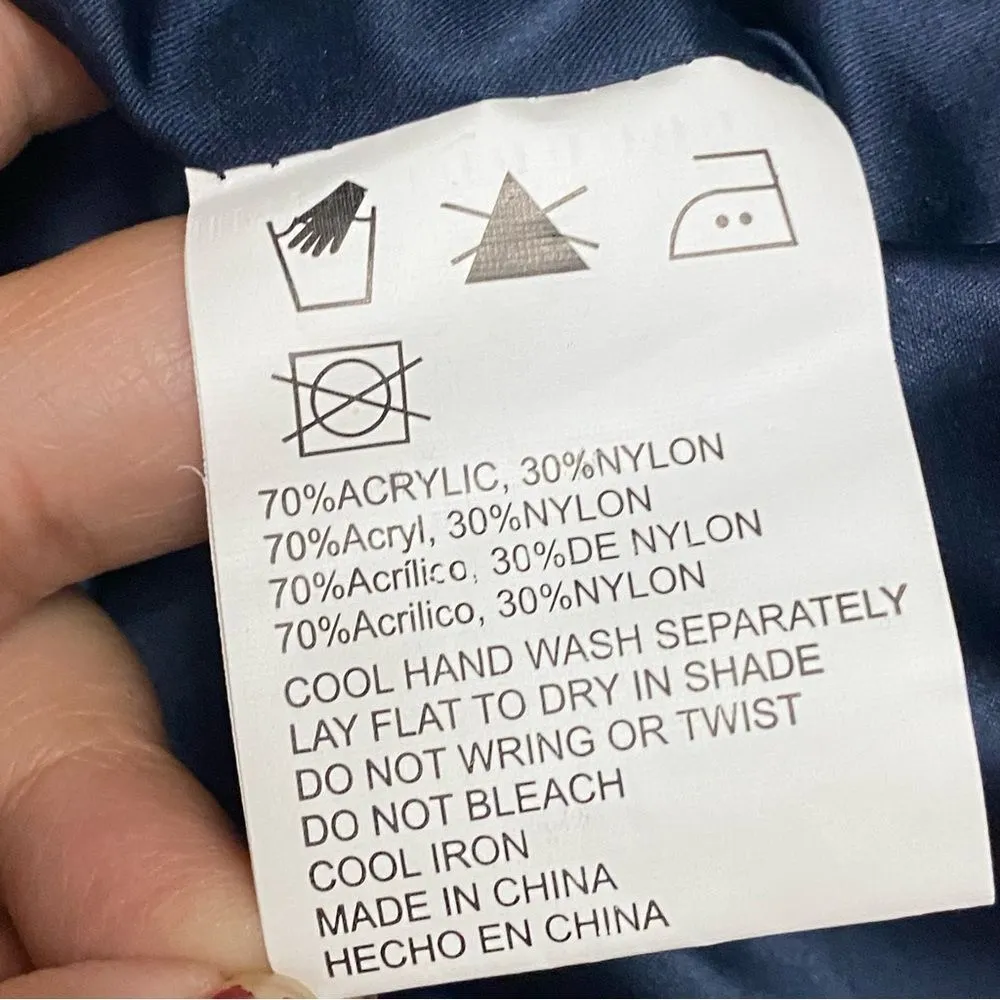 70%ACRYLIC, 30%NYLON
70%Acryl, 30%NYLON
70%Acrílico, 30%DE NYLON
70%Acrilico, 30%NYLON
COOL HAND WASH SEPARATELY
LAY FLAT TO DRY IN SHADE
DO NOT WRING OR TWIST
DO NOT BLEACH
COOL IRON
MADE IN CHINA
HECHO EN CHINA